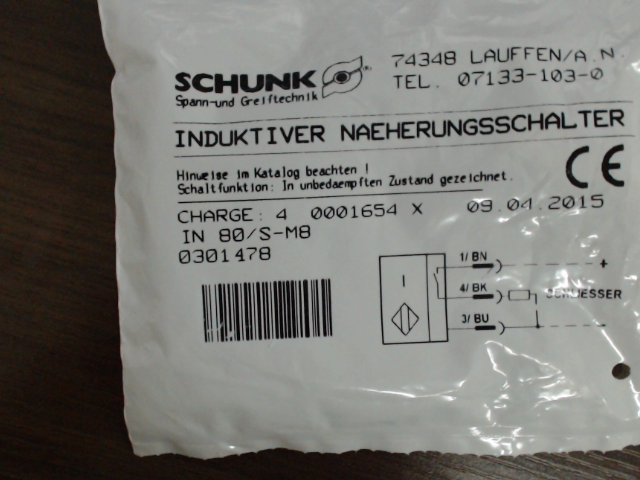 SCHUNK
Spann-und Greiftechnik
74348 LAUFFEN/A.N.
TEL. 07133-103-0
INDUKTIVER NAEHERUNGSSCHALTER
Hinweise im Katalog beachten !
Schaltfunktion: In unbedaempften Zustand gezeichnet.
CE
CHARGE: 4 0001654 X 09.04.2015
IN 80/S-M8
0301478
1/ BN +
I
4/ BK SCHLIESSER
3/ BU -